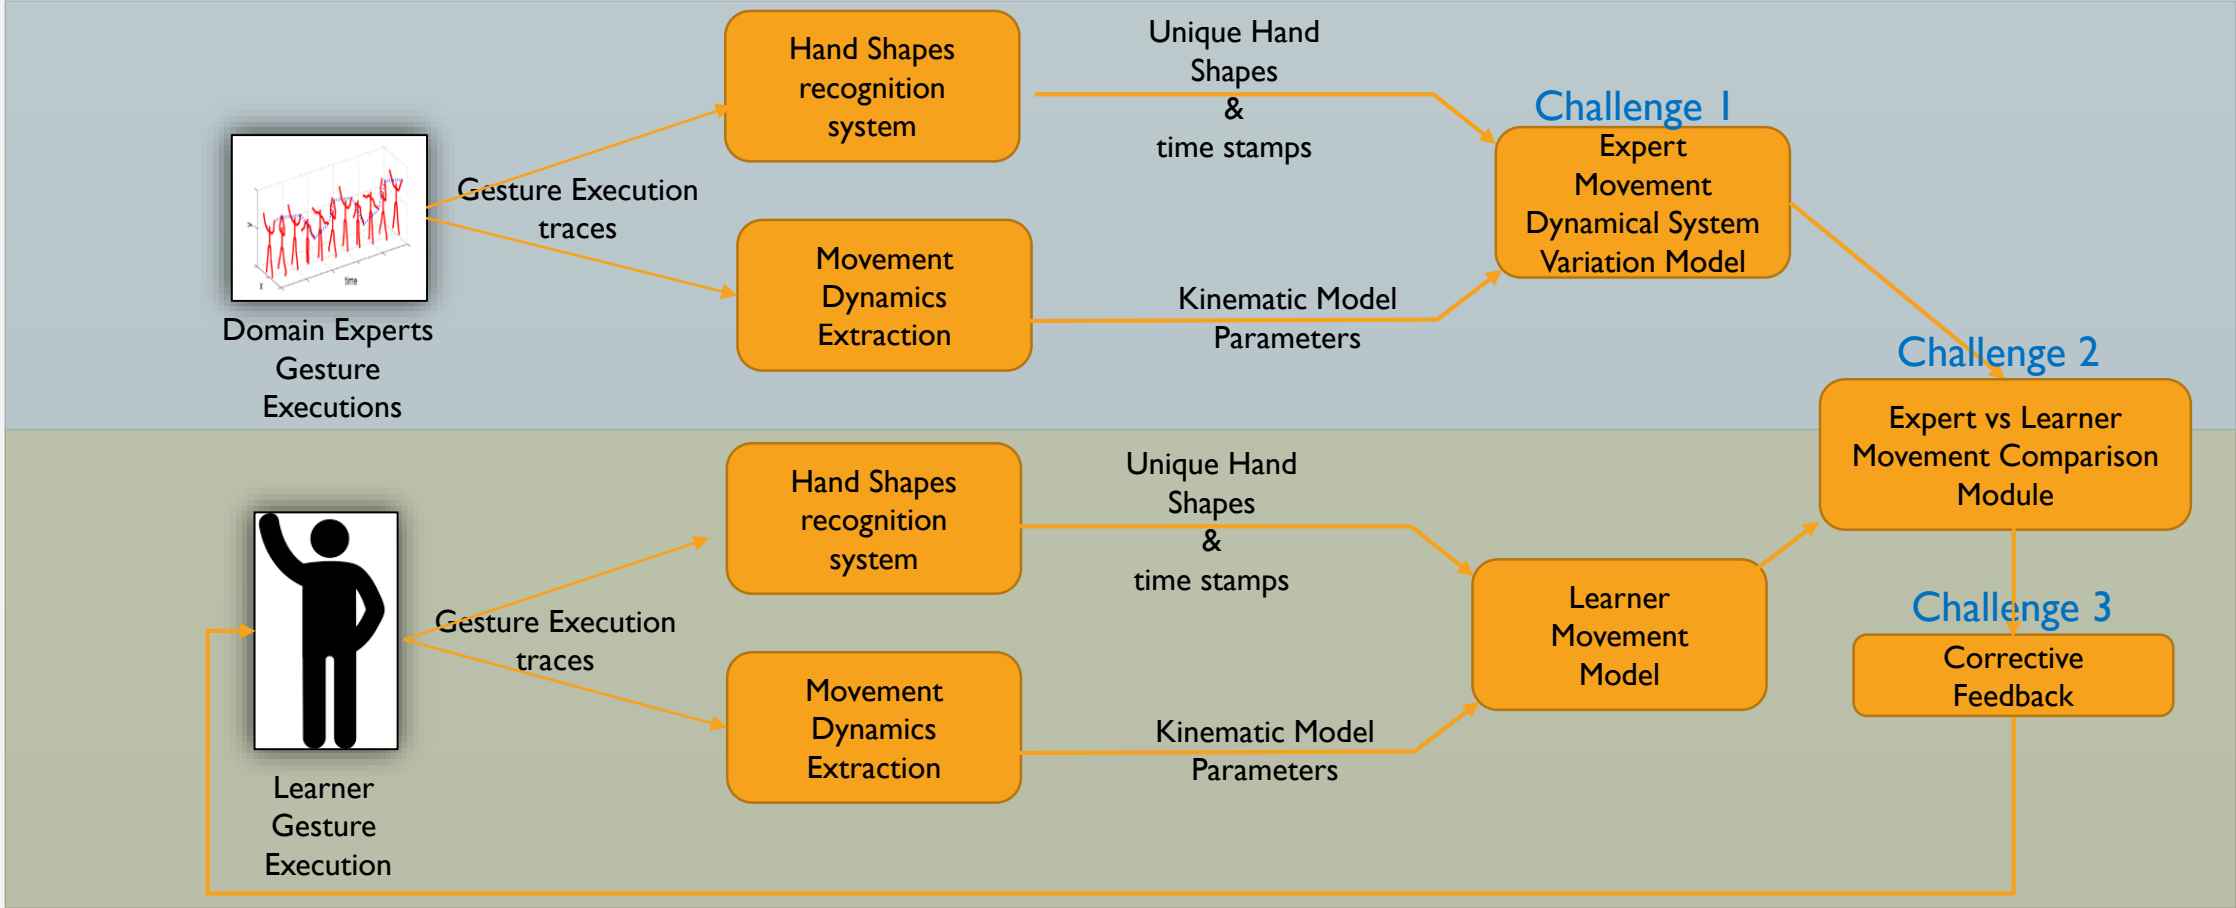 Hand Shapes
recognition
system
Unique Hand
Shapes
&
time stamps
Challenge 1
Expert
Movement
Dynamical System
Variation Model
Gesture Execution
traces
y
x
time
Domain Experts
Gesture
Executions
Movement
Dynamics
Extraction
Kinematic Model
Parameters
Challenge 2
Expert vs Learner
Movement Comparison
Module
Hand Shapes
recognition
system
Unique Hand
Shapes
&
time stamps
Gesture Execution
traces
Learner
Movement
Model
Challenge 3
Corrective
Feedback
Movement
Dynamics
Extraction
Kinematic Model
Parameters
Learner
Gesture
Execution